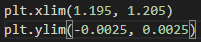 plt.xlim(1.195, 1.205)
plt.ylim(-0.0025, 0.0025)